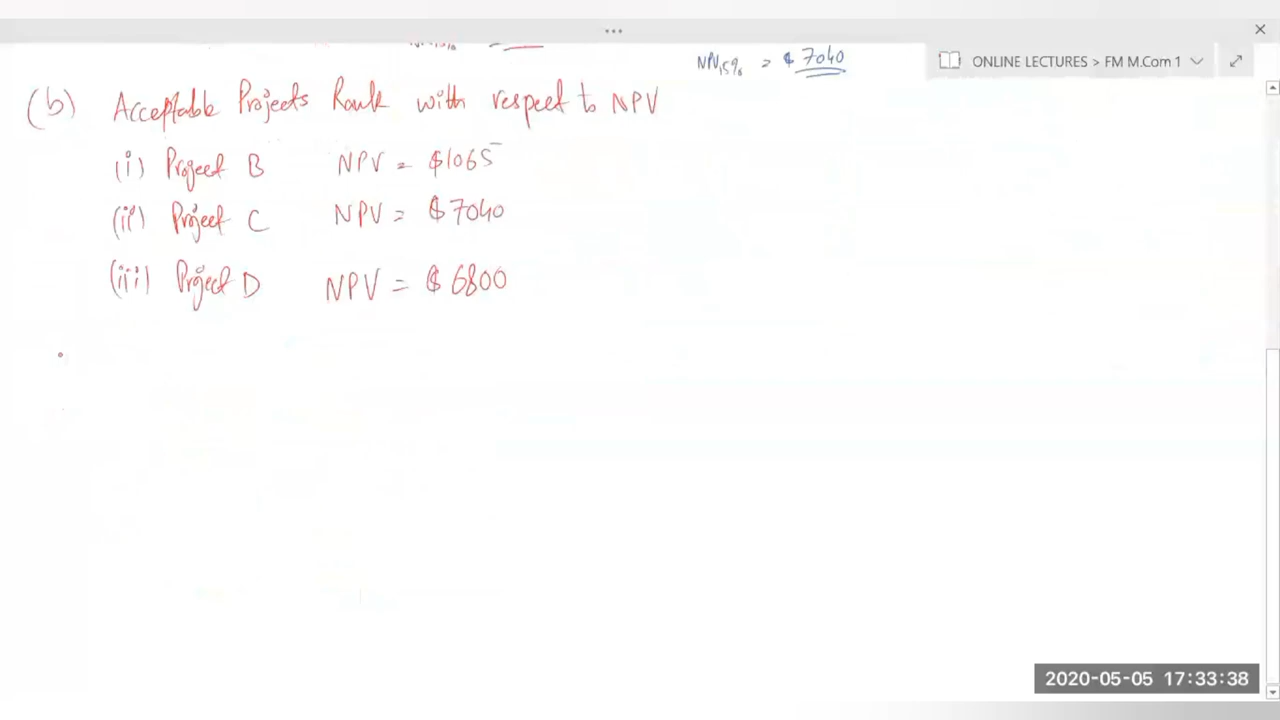 ...
NPV15% = $ 7040
ONLINE LECTURES > FM M.Com 1
(b) Acceptable Projects Rank with respect to NPV
(i) Project B NPV = $1065
(ii) Project C NPV = $7040
(iii) Project D NPV = $6800
2020-05-05 17:33:38